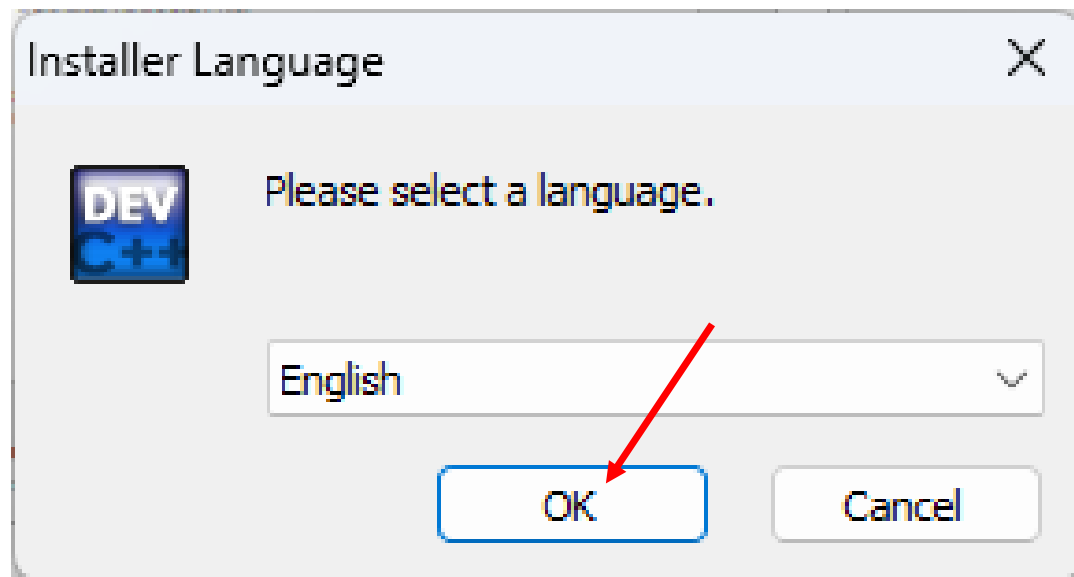 Installer Language
DEV
C++
Please select a language.
English
OK
Cancel